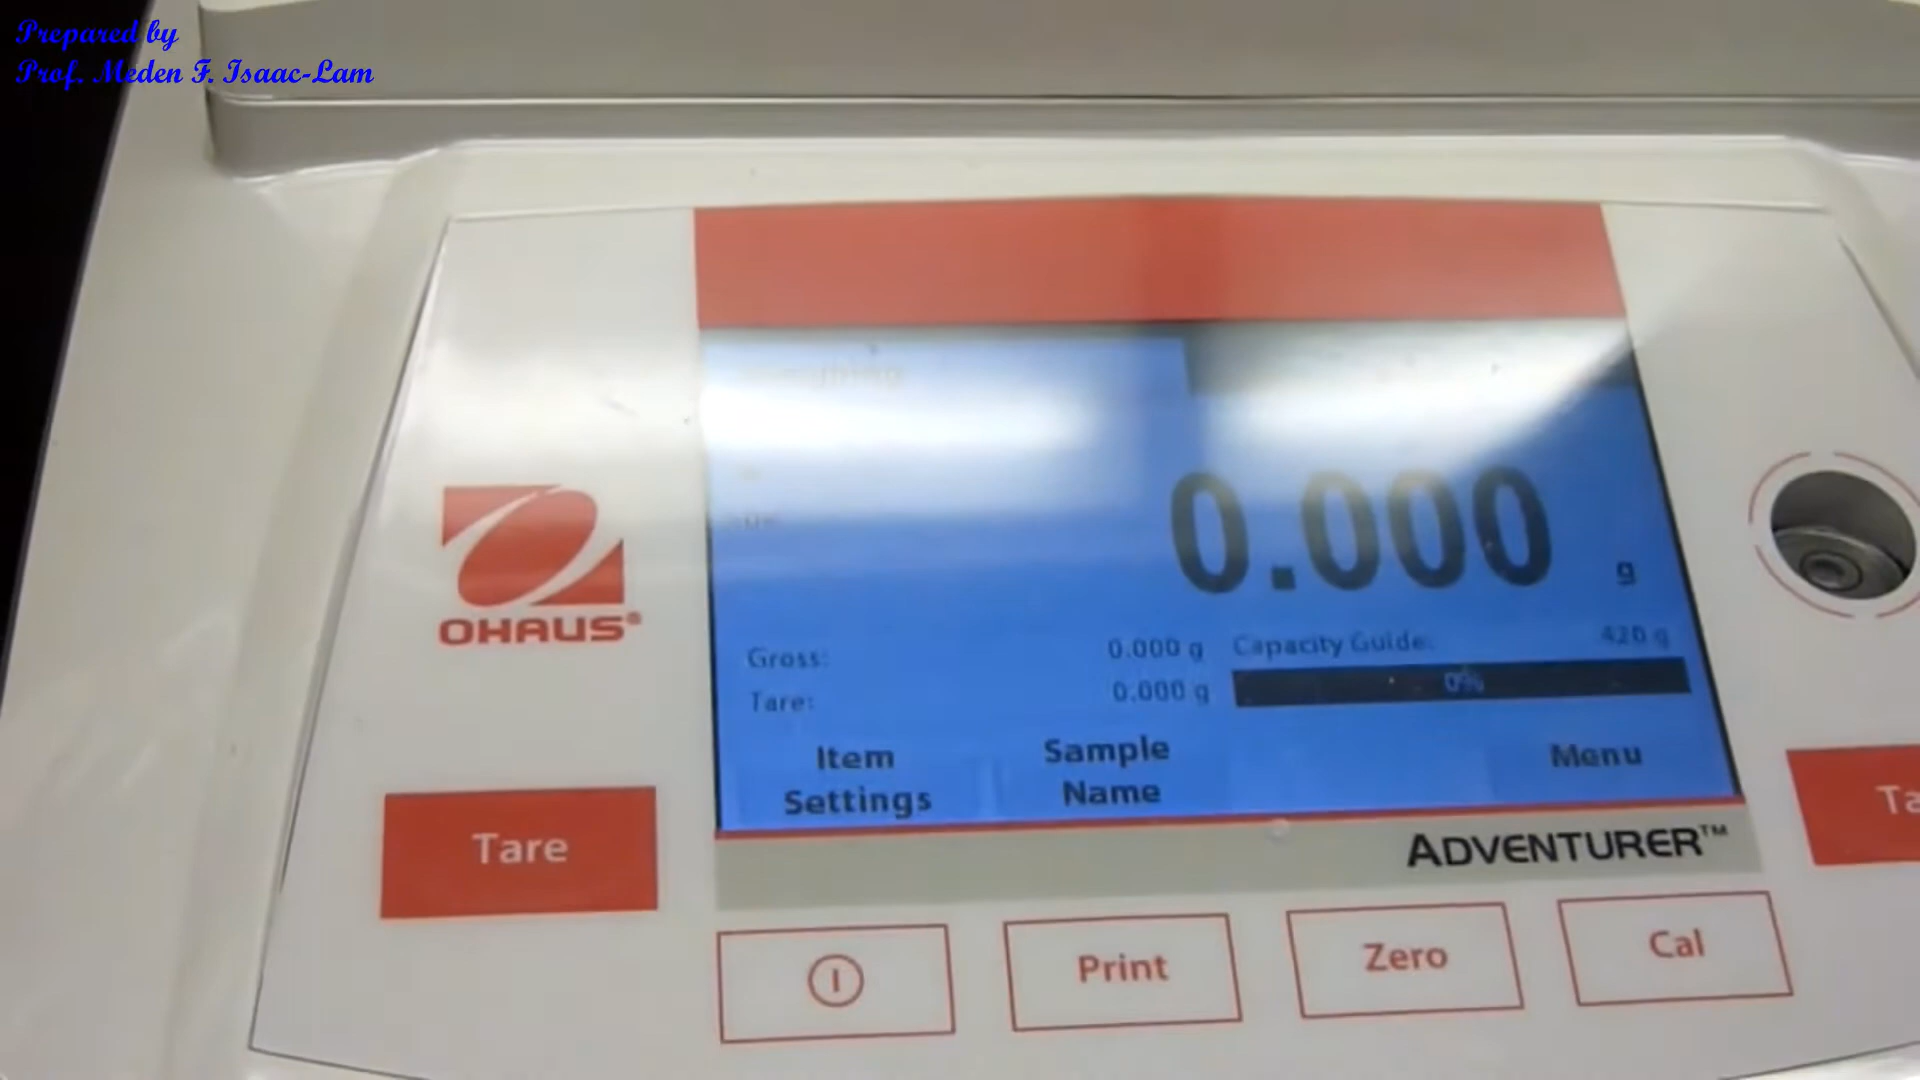 Prepared by
Prof. Meden F. Isaac-Lam
0.000 g
OHAUS®
Gross: 0.000 g
Capacity Guide: 420 g
Tare: 0.000 g
0%
Item Settings
Sample Name
Menu
Tare
ADVENTURER™
Print
Zero
Cal